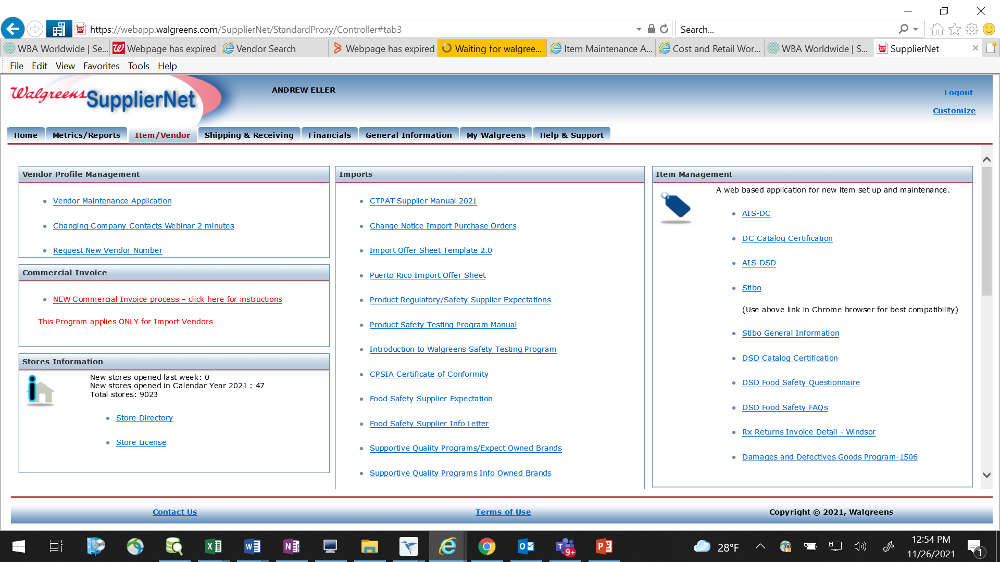 https://webapp.walgreens.com/SupplierNet/StandardProxy/Controller#tab3
Search...
WBA Worldwide | Se...
Webpage has expired
Vendor Search
Webpage has expired
Waiting for walgree...
Item Maintenance A...
Cost and Retail Wor...
WBA Worldwide | S...
SupplierNet
File Edit View Favorites Tools Help
Walgreens SupplierNet
ANDREW ELLER
Logout
Customize
Home
Metrics/Reports
Item/Vendor
Shipping & Receiving
Financials
General Information
My Walgreens
Help & Support
Vendor Profile Management
Vendor Maintenance Application
Changing Company Contacts Webinar 2 minutes
Request New Vendor Number
Commercial Invoice
NEW Commercial Invoice process – click here for instructions
This Program applies ONLY for Import Vendors
Stores Information
New stores opened last week: 0
New stores opened in Calendar Year 2021 : 47
Total stores: 9023
Store Directory
Store License
Imports
CTPAT Supplier Manual 2021
Change Notice Import Purchase Orders
Import Offer Sheet Template 2.0
Puerto Rico Import Offer Sheet
Product Regulatory/Safety Supplier Expectations
Product Safety Testing Program Manual
Introduction to Walgreens Safety Testing Program
CPSIA Certificate of Conformity
Food Safety Supplier Expectation
Food Safety Supplier Info Letter
Supportive Quality Programs/Expect Owned Brands
Supportive Quality Programs Info Owned Brands
Item Management
A web based application for new item set up and maintenance.
AIS-DC
DC Catalog Certification
AIS-DSD
Stibo
(Use above link in Chrome browser for best compatibility)
Stibo General Information
DSD Catalog Certification
DSD Food Safety Questionnaire
DSD Food Safety FAQs
Rx Returns Invoice Detail - Windsor
Damages and Defectives Goods Program-1506
Contact Us
Terms of Use
Copyright © 2021, Walgreens
9+
28°F
12:54 PM
11/26/2021
1